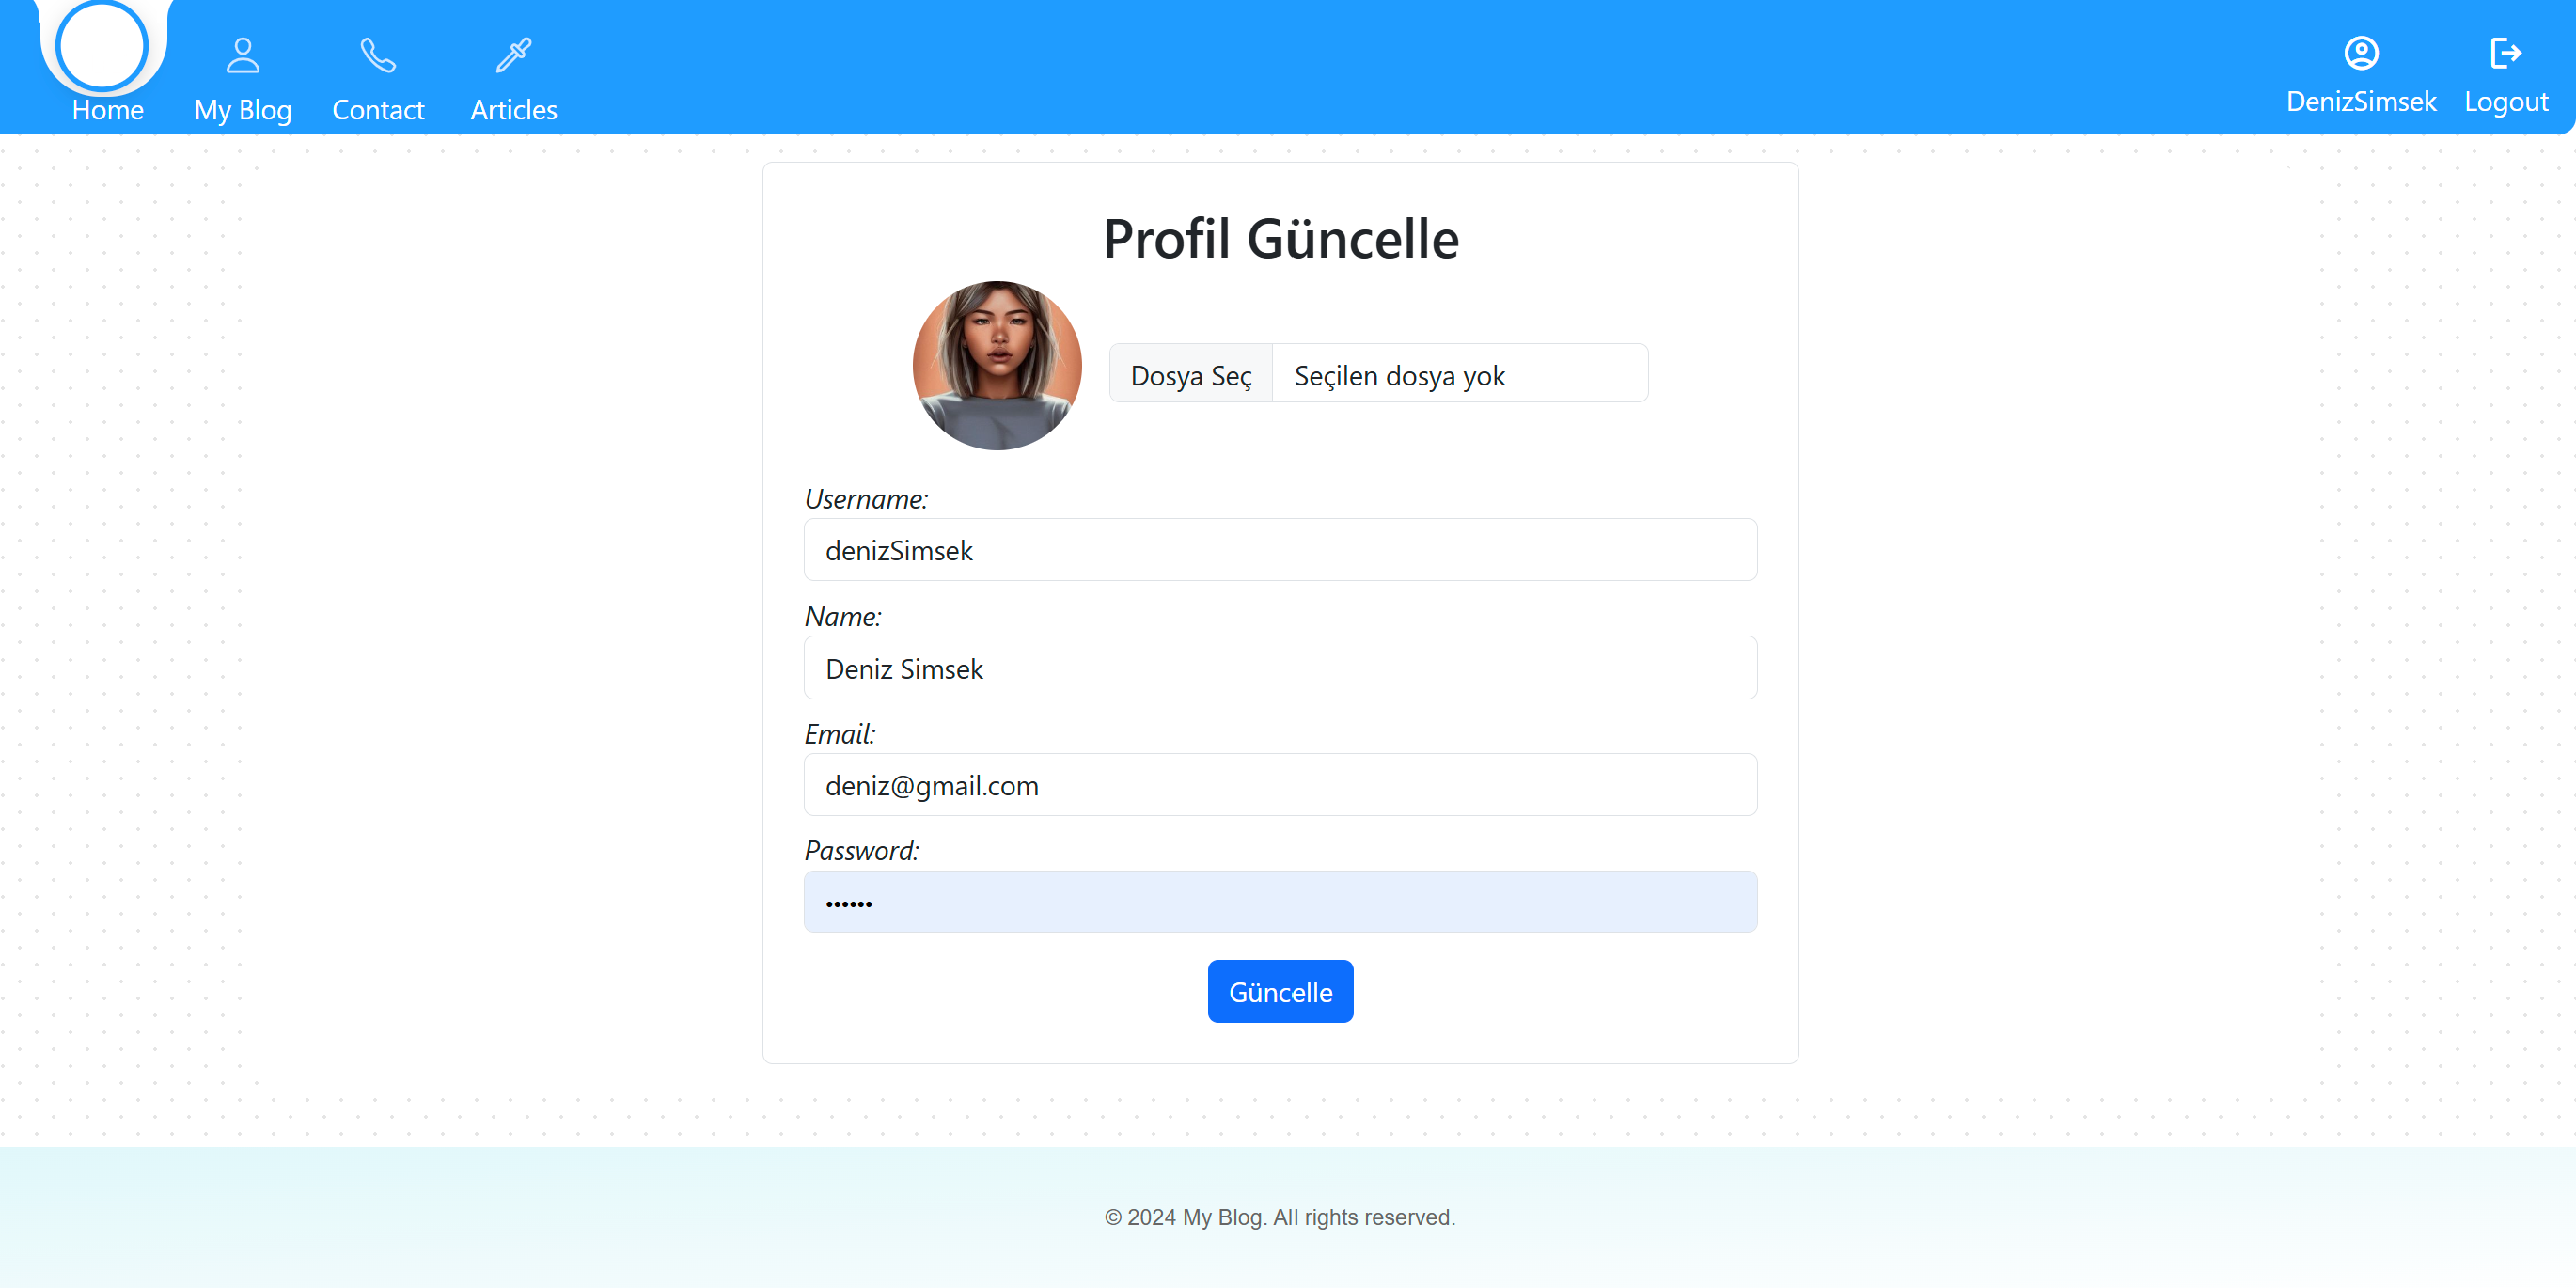 Home My Blog Contact Articles DenizSimsek Logout
Profil Güncelle
Dosya Seç Seçilen dosya yok
Username:
denizSimsek
Name:
Deniz Simsek
Email:
deniz@gmail.com
Password:
••••••
Güncelle
© 2024 My Blog. All rights reserved.